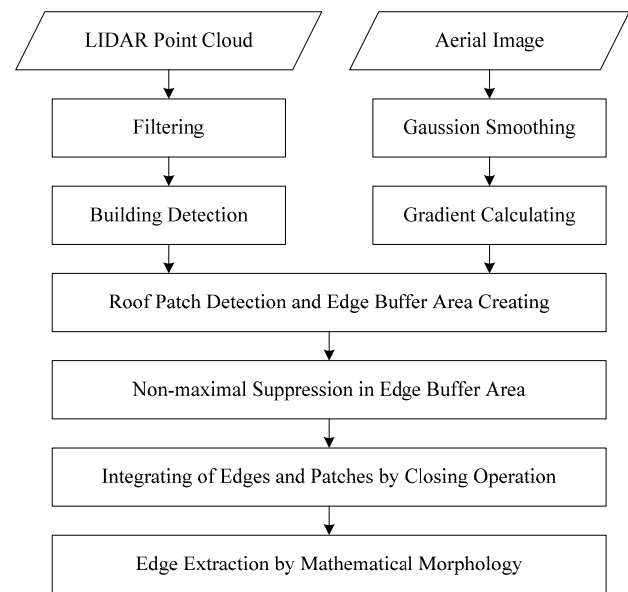 LIDAR Point Cloud
Aerial Image
Filtering
Gaussion Smoothing
Building Detection
Gradient Calculating
Roof Patch Detection and Edge Buffer Area Creating
Non-maximal Suppression in Edge Buffer Area
Integrating of Edges and Patches by Closing Operation
Edge Extraction by Mathematical Morphology